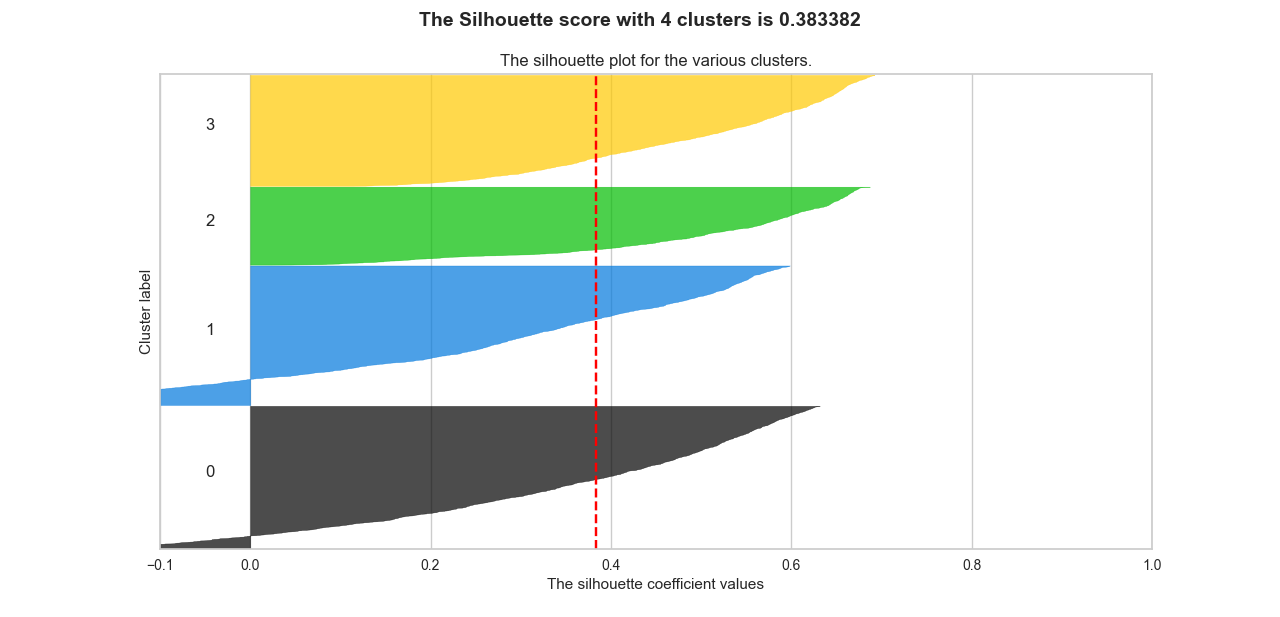 The Silhouette score with 4 clusters is 0.383382
The silhouette plot for the various clusters.
Cluster label
3
2
1
0
−0.1 0.0 0.2 0.4 0.6 0.8 1.0
The silhouette coefficient values